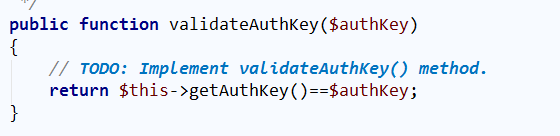 */
public function validateAuthKey($authKey)
{
// TODO: Implement validateAuthKey() method.
return $this->getAuthKey()==$authKey;
}